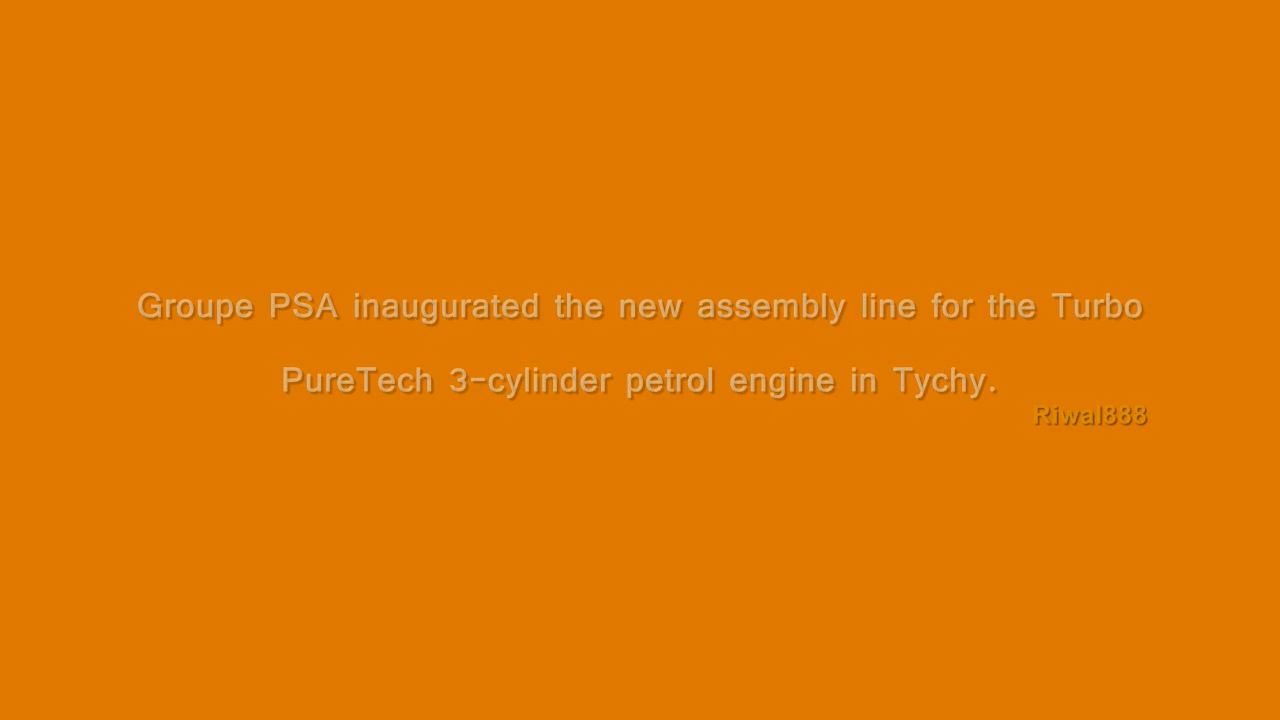 Groupe PSA inaugurated the new assembly line for the Turbo
PureTech 3-cylinder petrol engine in Tychy.
Riwal888